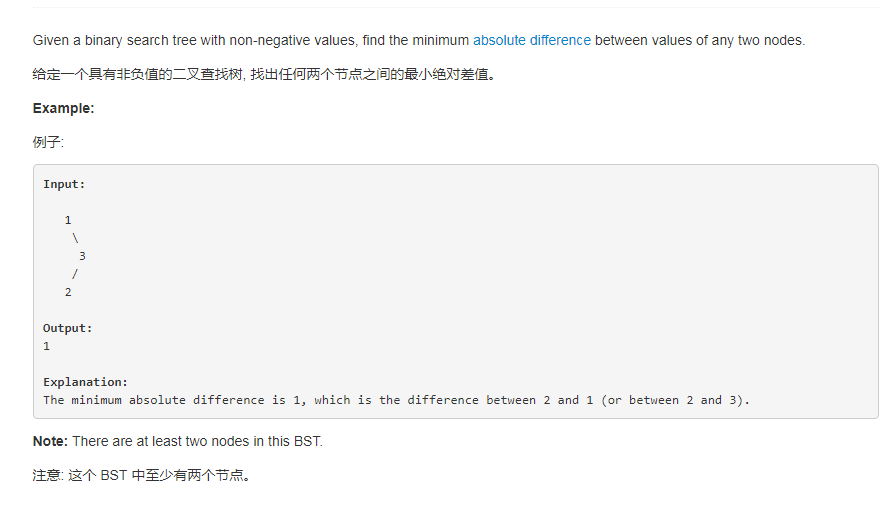 Given a binary search tree with non-negative values, find the minimum absolute difference between values of any two nodes.
给定一个具有非负值的二叉查找树, 找出任何两个节点之间的最小绝对差值。
Example:
例子:
Input:
1
\
3
/
2
Output:
1
Explanation:
The minimum absolute difference is 1, which is the difference between 2 and 1 (or between 2 and 3).
Note: There are at least two nodes in this BST.
注意: 这个 BST 中至少有两个节点。